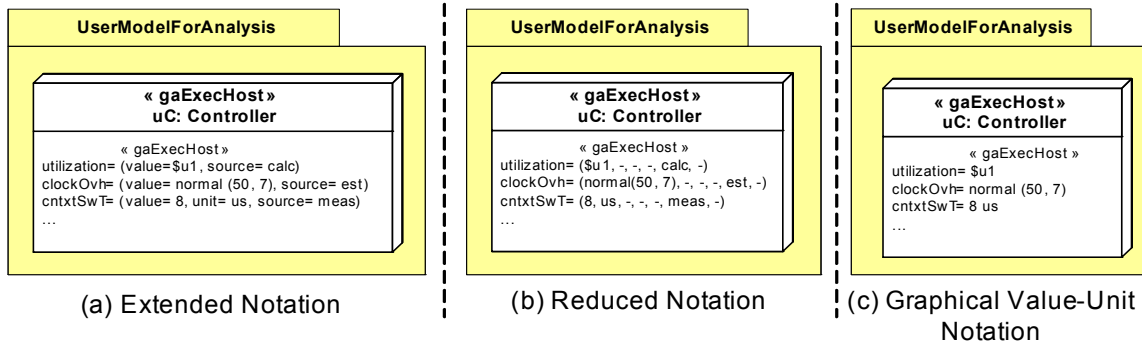 UserModelForAnalysis
« gaExecHost »
uC: Controller
« gaExecHost »
utilization= (value=$u1, source= calc)
clockOvh= (value= normal (50, 7), source= est)
cntxtSwT= (value= 8, unit= us, source= meas)
...
(a) Extended Notation
UserModelForAnalysis
« gaExecHost »
uC: Controller
« gaExecHost »
utilization= ($u1, -, -, -, calc, -)
clockOvh= (normal(50, 7), -, -, -, est, -)
cntxtSwT= (8, us, -, -, -, meas, -)
...
(b) Reduced Notation
UserModelForAnalysis
« gaExecHost »
uC: Controller
« gaExecHost »
utilization= $u1
clockOvh= normal (50, 7)
cntxtSwT= 8 us
...
(c) Graphical Value-Unit
Notation